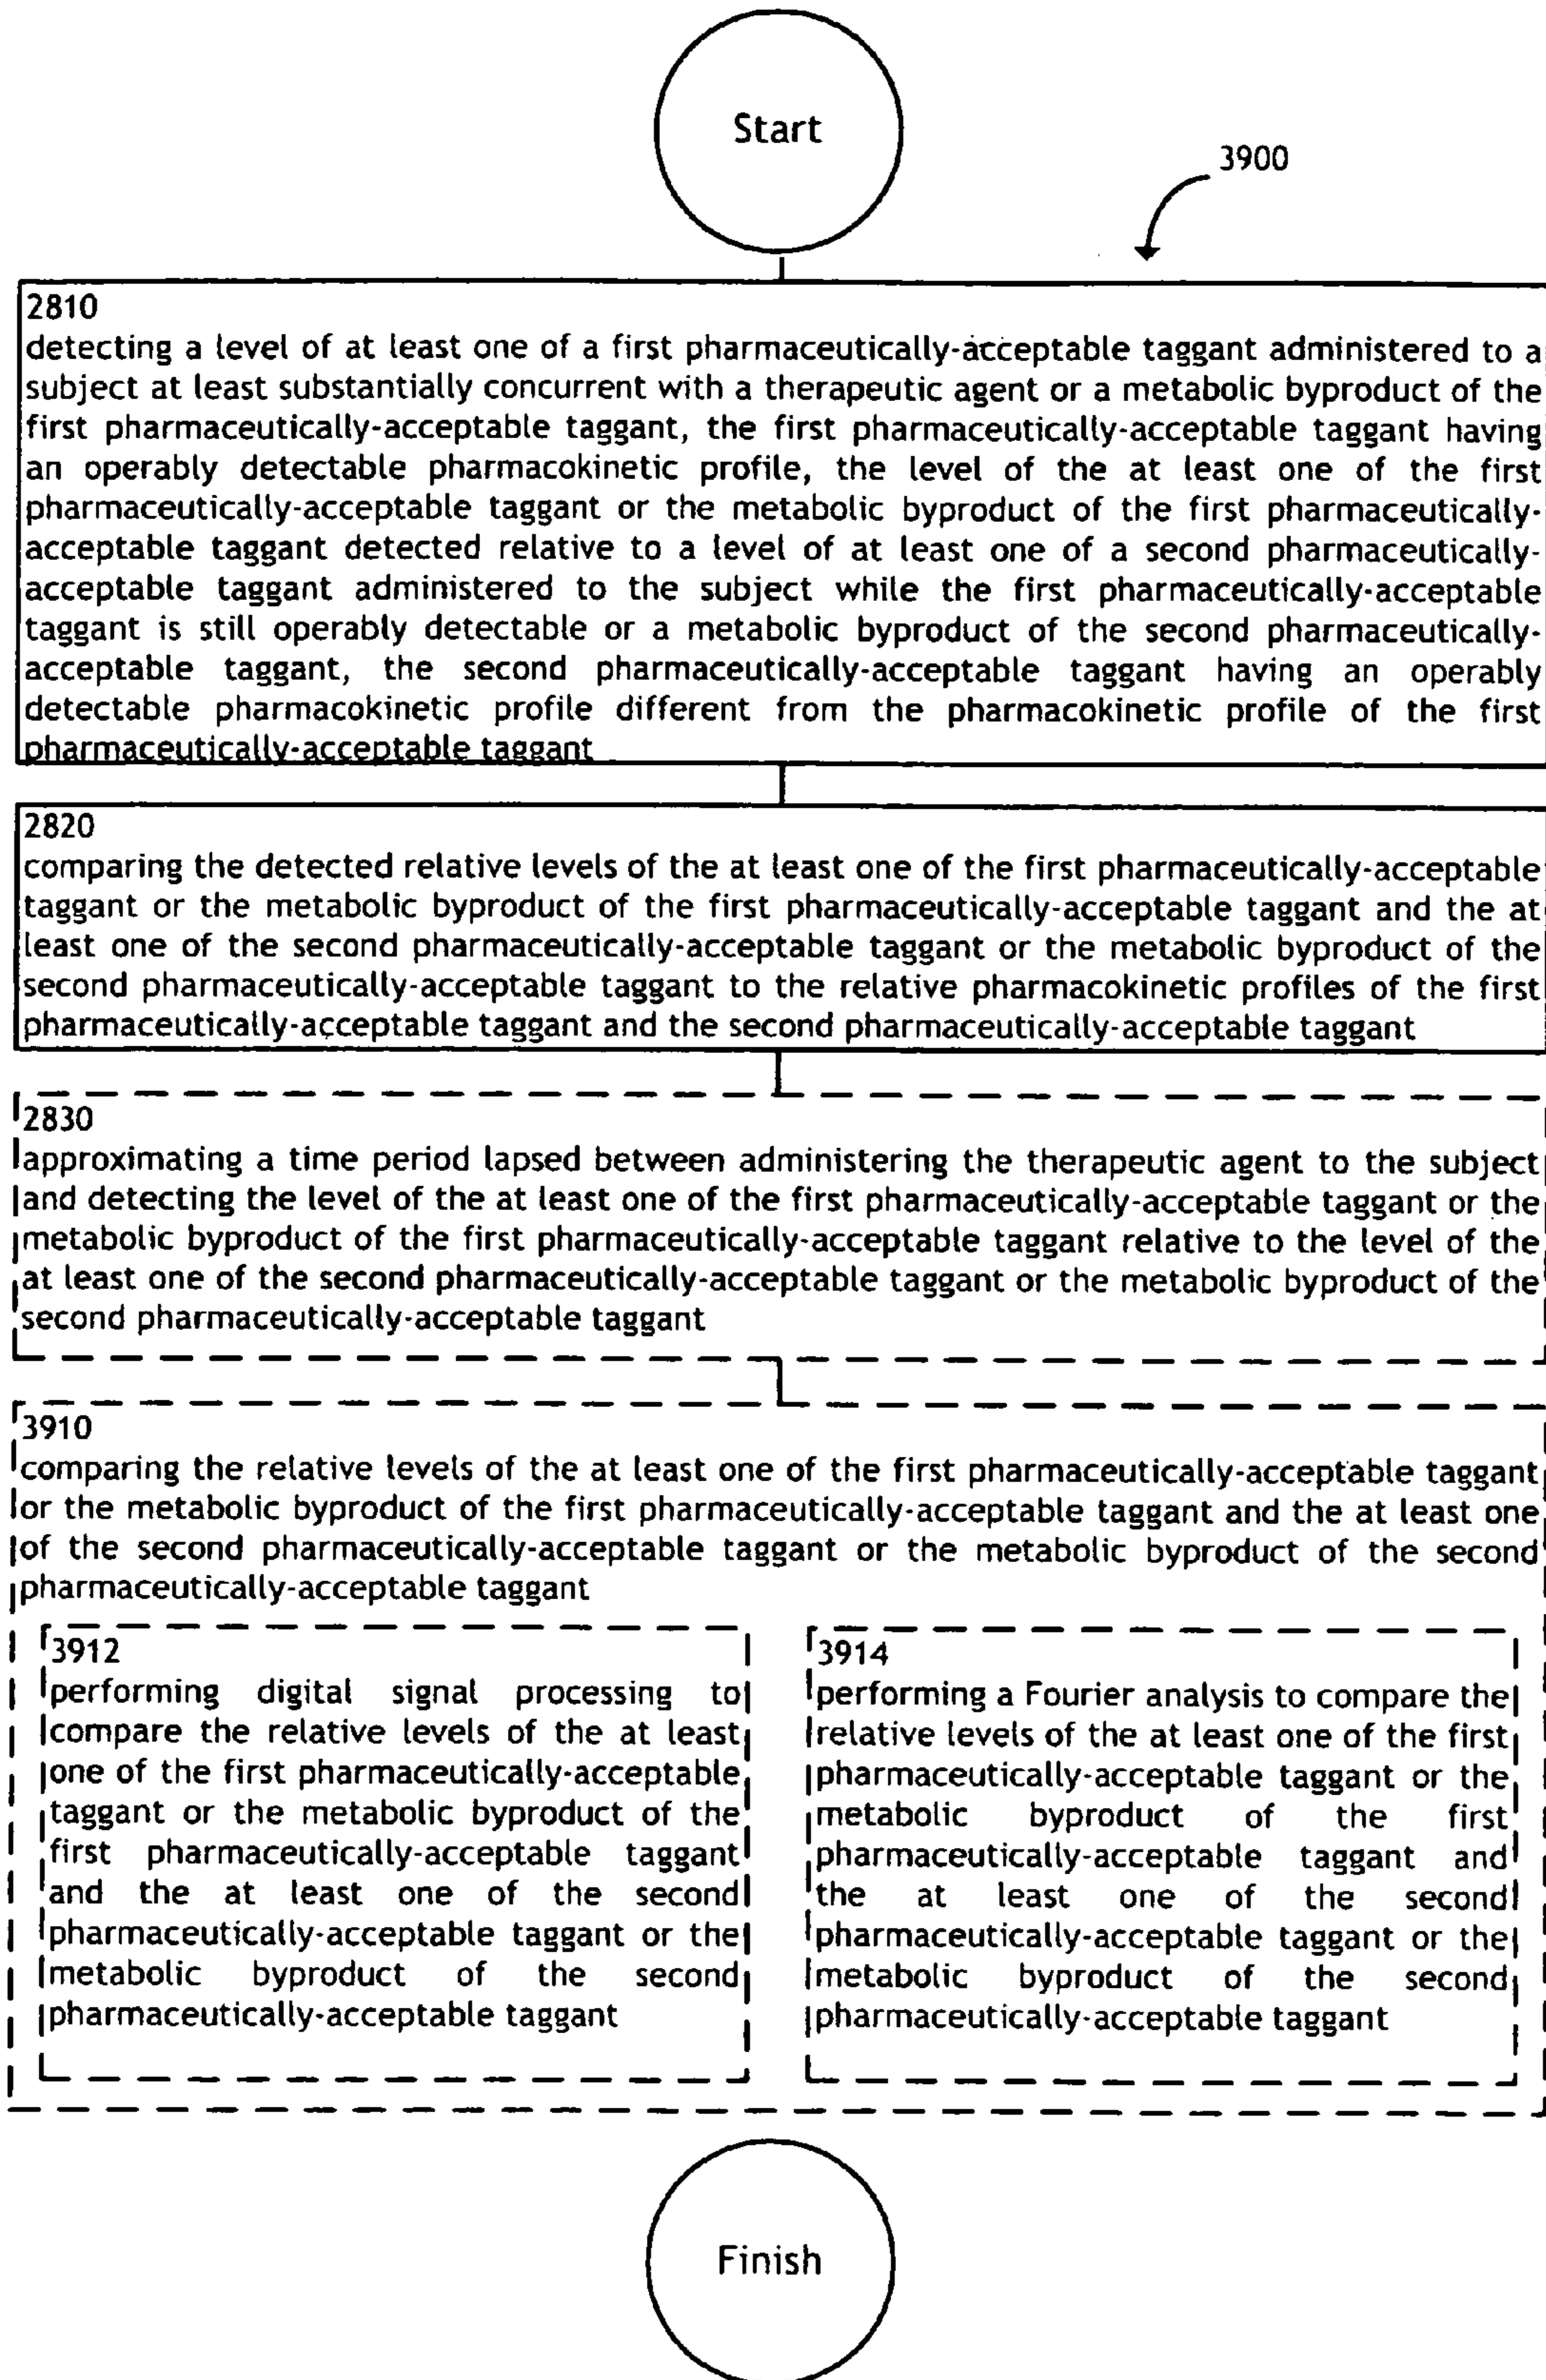 Start
3900
2810
detecting a level of at least one of a first pharmaceutically-acceptable taggant administered to a
subject at least substantially concurrent with a therapeutic agent or a metabolic byproduct of the
first pharmaceutically-acceptable taggant, the first pharmaceutically-acceptable taggant having
an operably detectable pharmacokinetic profile, the level of the at least one of the first
pharmaceutically-acceptable taggant or the metabolic byproduct of the first pharmaceutically-
acceptable taggant detected relative to a level of at least one of a second pharmaceutically-
acceptable taggant administered to the subject while the first pharmaceutically-acceptable
taggant is still operably detectable or a metabolic byproduct of the second pharmaceutically-
acceptable taggant, the second pharmaceutically-acceptable taggant having an operably
detectable pharmacokinetic profile different from the pharmacokinetic profile of the first
pharmaceutically-acceptable taggant
2820
comparing the detected relative levels of the at least one of the first pharmaceutically-acceptable
taggant or the metabolic byproduct of the first pharmaceutically-acceptable taggant and the at
least one of the second pharmaceutically-acceptable taggant or the metabolic byproduct of the
second pharmaceutically-acceptable taggant to the relative pharmacokinetic profiles of the first
pharmaceutically-acceptable taggant and the second pharmaceutically-acceptable taggant
2830
approximating a time period lapsed between administering the therapeutic agent to the subject
and detecting the level of the at least one of the first pharmaceutically-acceptable taggant or the
metabolic byproduct of the first pharmaceutically-acceptable taggant relative to the level of the
at least one of the second pharmaceutically-acceptable taggant or the metabolic byproduct of the
second pharmaceutically-acceptable taggant
3910
comparing the relative levels of the at least one of the first pharmaceutically-acceptable taggant
or the metabolic byproduct of the first pharmaceutically-acceptable taggant and the at least one
of the second pharmaceutically-acceptable taggant or the metabolic byproduct of the second
pharmaceutically-acceptable taggant
3912
performing digital signal processing to
compare the relative levels of the at least
one of the first pharmaceutically-acceptable
taggant or the metabolic byproduct of the
first pharmaceutically-acceptable taggant
and the at least one of the second
pharmaceutically-acceptable taggant or the
metabolic byproduct of the second
pharmaceutically-acceptable taggant
3914
performing a Fourier analysis to compare the
relative levels of the at least one of the first
pharmaceutically-acceptable taggant or the
metabolic byproduct of the first
pharmaceutically-acceptable taggant and
the at least one of the second
pharmaceutically-acceptable taggant or the
metabolic byproduct of the second
pharmaceutically-acceptable taggant
Finish